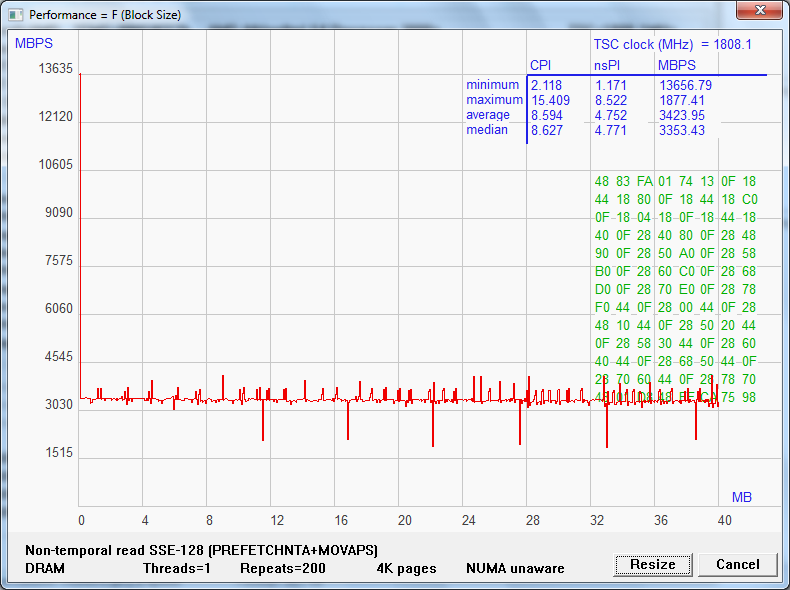 Performance = F (Block Size)
MBPS
TSC clock (MHz) = 1808.1
CPI nsPI MBPS
minimum 2.118 1.171 13656.79
maximum 15.409 8.522 1877.41
average 8.594 4.752 3423.95
median 8.627 4.771 3353.43
13635
12120
10605
9090
7575
6060
4545
3030
1515
48 83 FA 01 74 13 0F 18
44 18 80 0F 18 44 18 C0
0F 18 04 18 0F 18 44 18
40 0F 28 40 80 0F 28 48
90 0F 28 50 A0 0F 28 58
B0 0F 28 60 C0 0F 28 68
D0 0F 28 70 E0 0F 28 78
F0 44 0F 28 00 44 0F 28
48 10 44 0F 28 50 20 44
0F 28 58 30 44 0F 28 60
40 44 0F 28 68 50 44 0F
28 70 60 44 0F 28 78 70
75 98
MB
0 4 8 12 16 20 24 28 32 36 40
Non-temporal read SSE-128 (PREFETCHNTA+MOVAPS)
DRAM Threads=1 Repeats=200 4K pages NUMA unaware
Resize Cancel